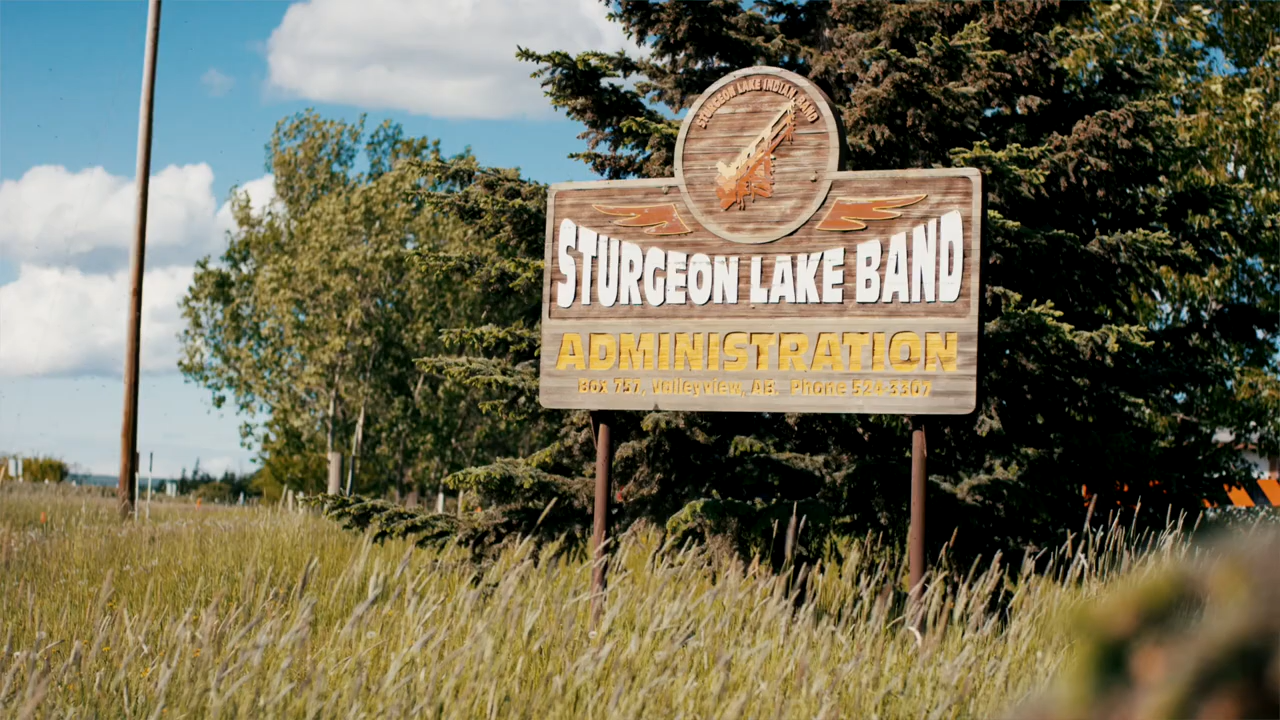 STURGEON LAKE INDIAN BAND
STURGEON LAKE BAND
ADMINISTRATION
Box 757, Valleyview, AB. Phone 524-3307